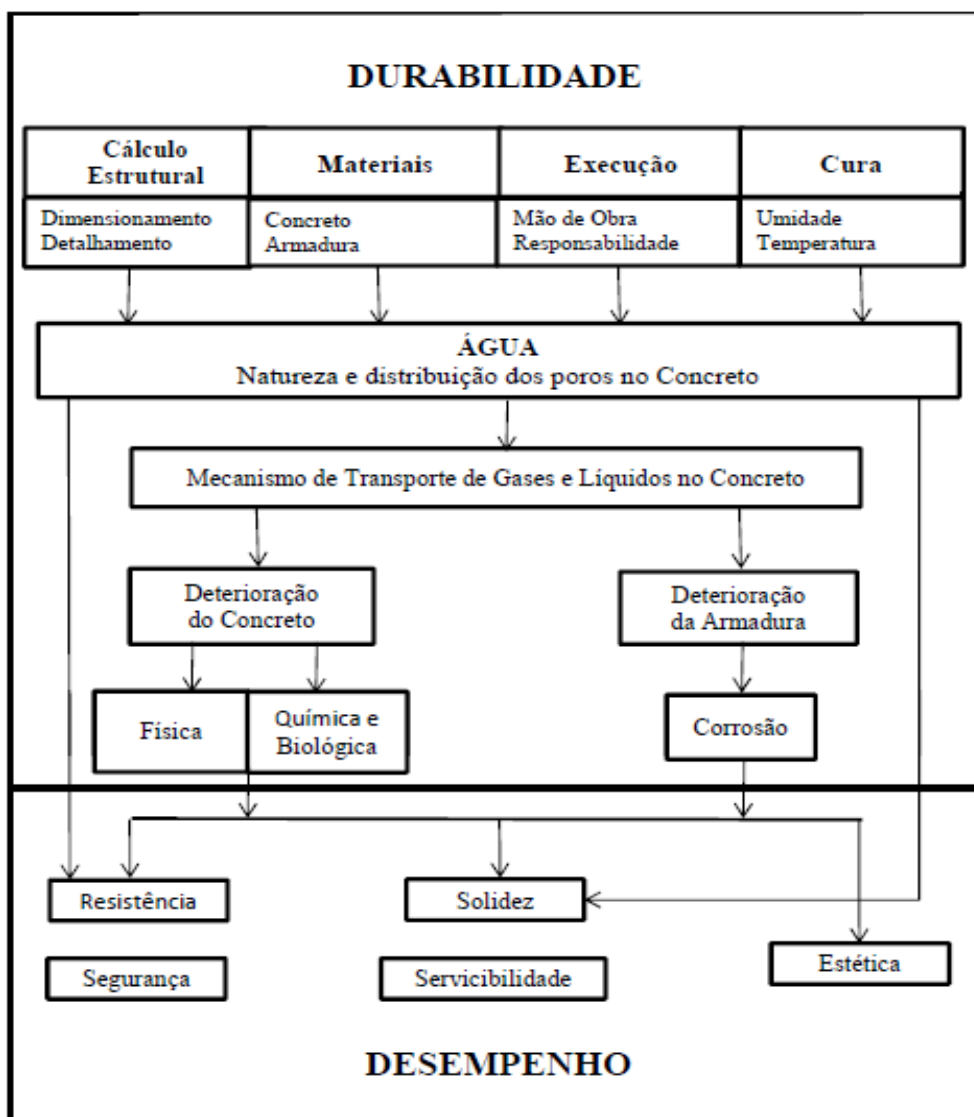 DURABILIDADE
Cálculo
Estrutural
Materiais
Execução
Cura
Dimensionamento
Detalhamento
Concreto
Armadura
Mão de Obra
Responsabilidade
Umidade
Temperatura
ÁGUA
Natureza e distribuição dos poros no Concreto
Mecanismo de Transporte de Gases e Líquidos no Concreto
Deterioração
do Concreto
Deterioração
da Armadura
Física
Química e
Biológica
Corrosão
Resistência
Solidez
Segurança
Servicibilidade
Estética
DESEMPENHO